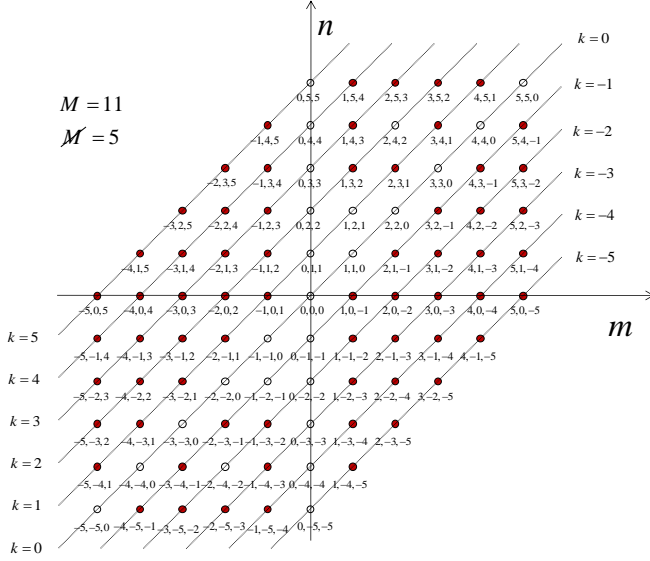 n
k = 0
0,5,5 1,5,4 2,5,3 3,5,2 4,5,1 5,5,0
k = −1
M = 11
−1,4,5 0,4,4 1,4,3 2,4,2 3,4,1 4,4,0 5,4,−1
k = −2
M̸ = 5
−2,3,5 −1,3,4 0,3,3 1,3,2 2,3,1 3,3,0 4,3,−1 5,3,−2
k = −3
−3,2,5 −2,2,4 −1,2,3 0,2,2 1,2,1 2,2,0 3,2,−1 4,2,−2 5,2,−3
k = −4
−4,1,5 −3,1,4 −2,1,3 −1,1,2 0,1,1 1,1,0 2,1,−1 3,1,−2 4,1,−3 5,1,−4
k = −5
−5,0,5 −4,0,4 −3,0,3 −2,0,2 −1,0,1 0,0,0 1,0,−1 2,0,−2 3,0,−3 4,0,−4 5,0,−5
m
k = 5
−5,−1,4 −4,−1,3 −3,−1,2 −2,−1,1 −1,−1,0 0,−1,−1 1,−1,−2 2,−1,−3 3,−1,−4 4,−1,−5
k = 4
−5,−2,3 −4,−2,2 −3,−2,1 −2,−2,0 −1,−2,−1 0,−2,−2 1,−2,−3 2,−2,−4 3,−2,−5
k = 3
−5,−3,2 −4,−3,1 −3,−3,0 −2,−3,−1 −1,−3,−2 0,−3,−3 1,−3,−4 2,−3,−5
k = 2
−5,−4,1 −4,−4,0 −3,−4,−1 −2,−4,−2 −1,−4,−3 0,−4,−4 1,−4,−5
k = 1
−5,−5,0 −4,−5,−1 −3,−5,−2 −2,−5,−3 −1,−5,−4 0,−5,−5
k = 0